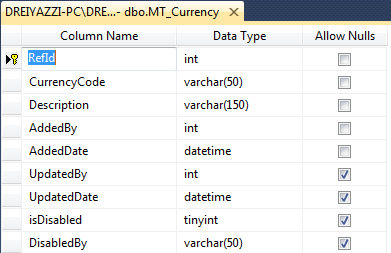 DREIYAZZI-PC\DRE...- dbo.MT_Currency
Column Name Data Type Allow Nulls
RefId int
CurrencyCode varchar(50)
Description varchar(150)
AddedBy int
AddedDate datetime
UpdatedBy int
UpdatedDate datetime
isDisabled tinyint
DisabledBy varchar(50)